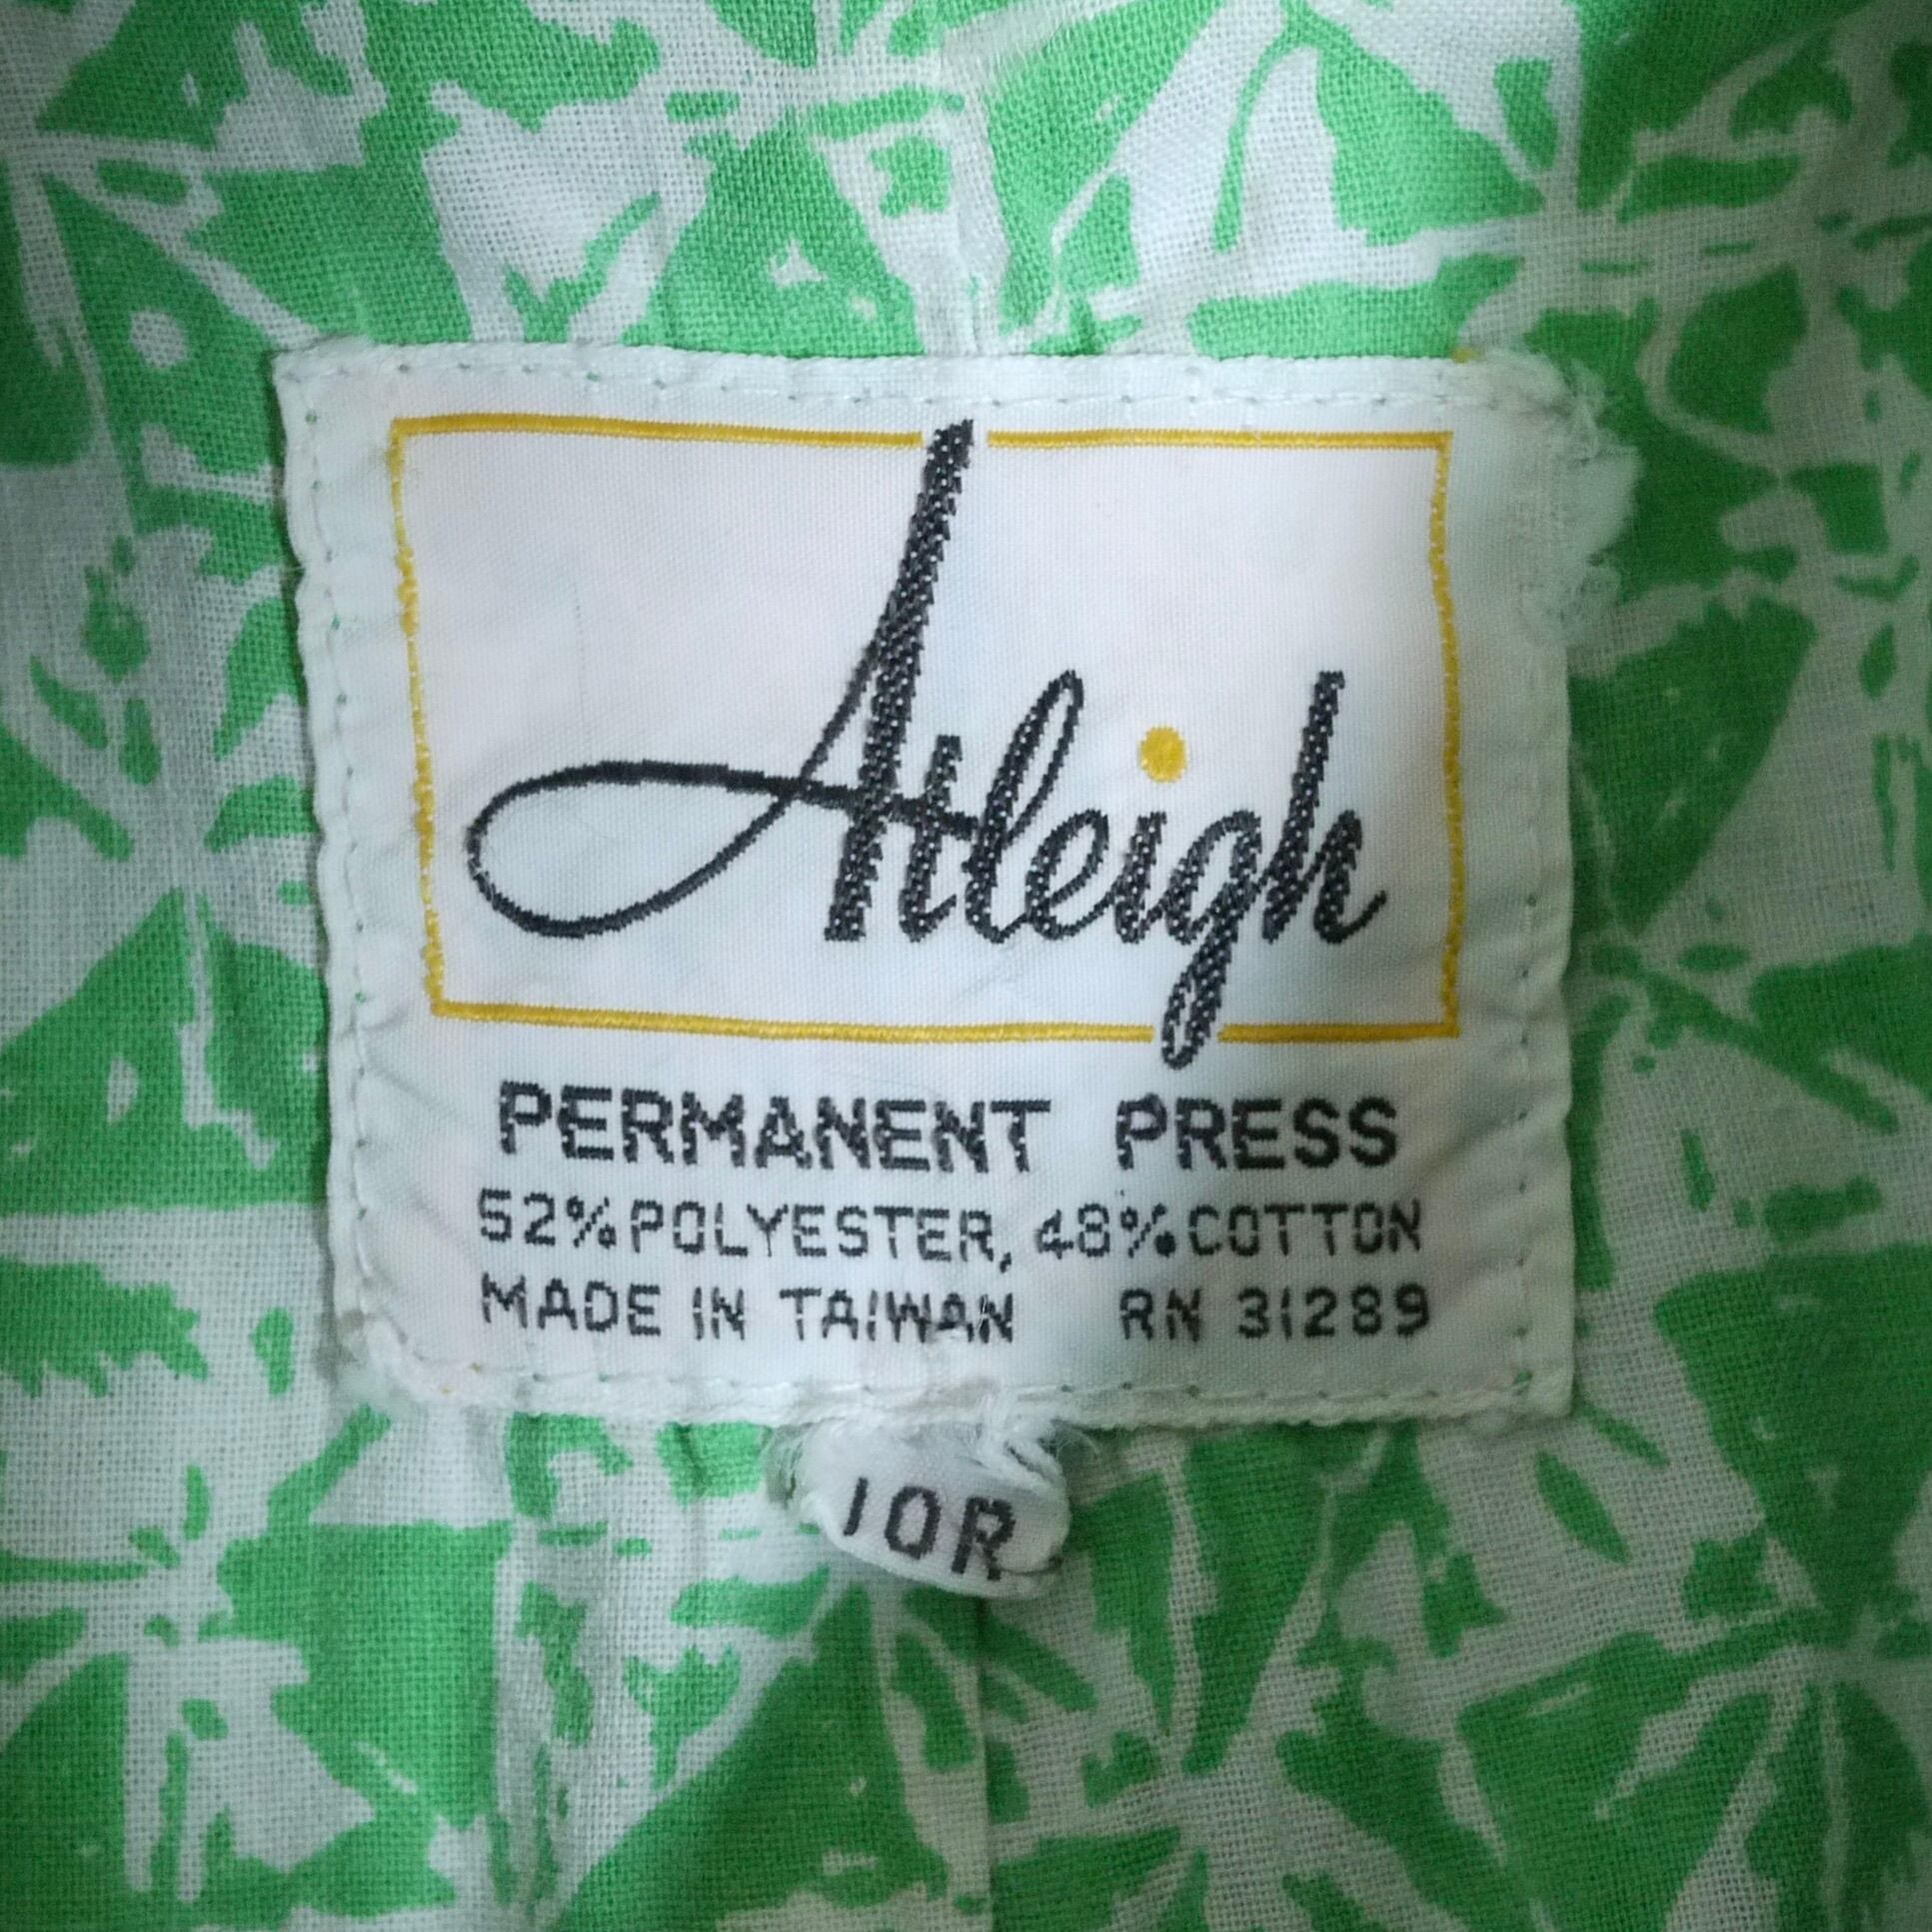 Atleigh
PERMANENT PRESS
52% POLYESTER, 48% COTTON
MADE IN TAIWAN RN 31289
10R